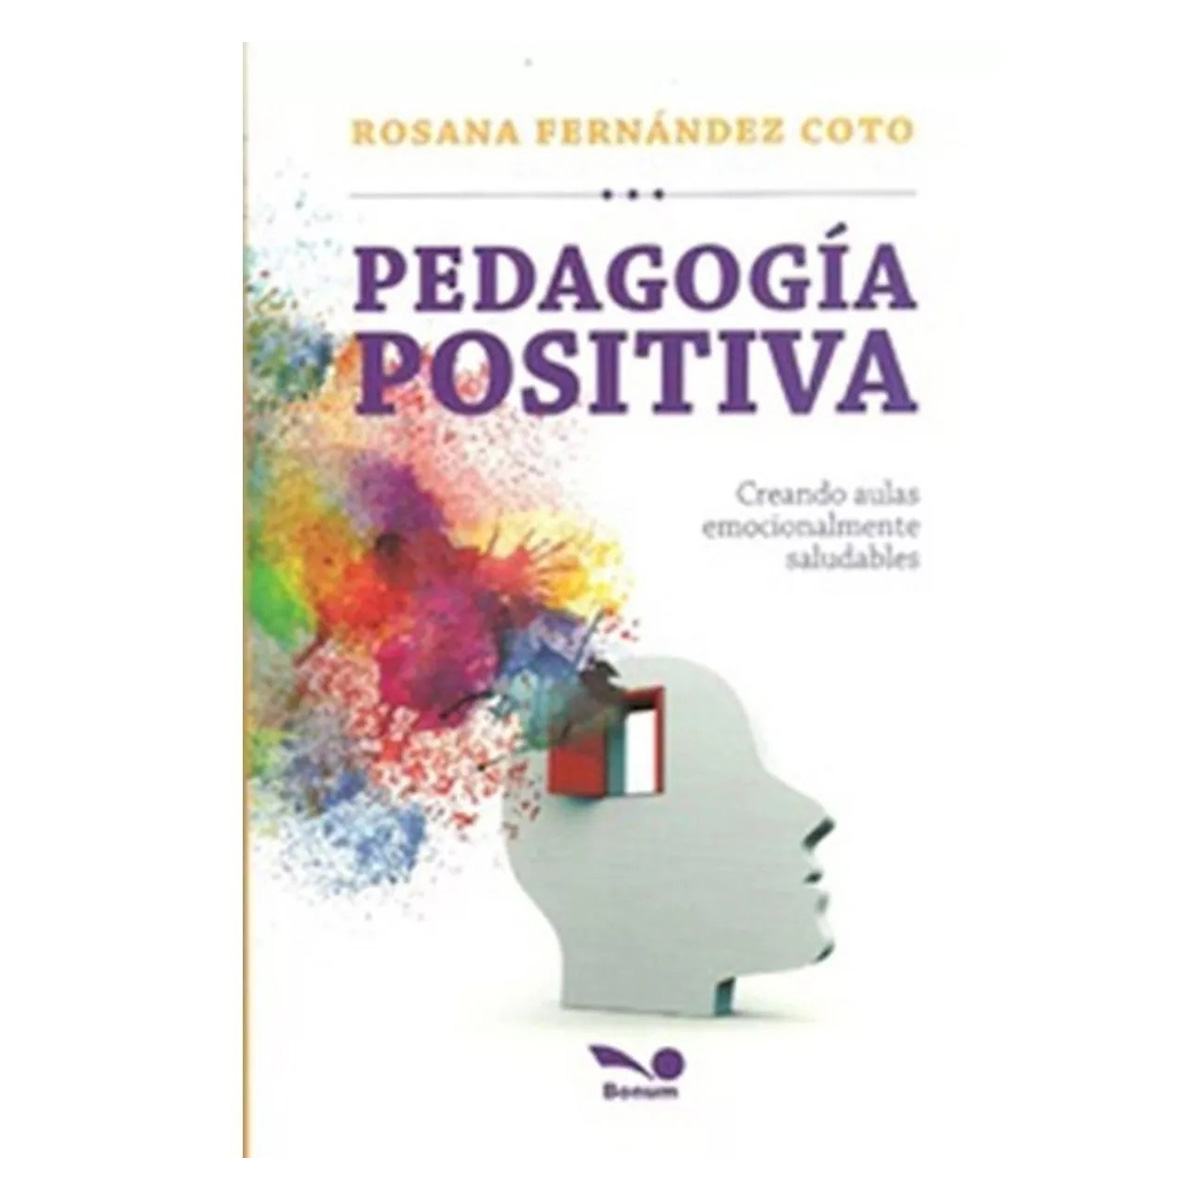 ROSANA FERNÁNDEZ COTO
PEDAGOGÍA
POSITIVA
Creando aulas
emocionalmente
saludables
Bonum